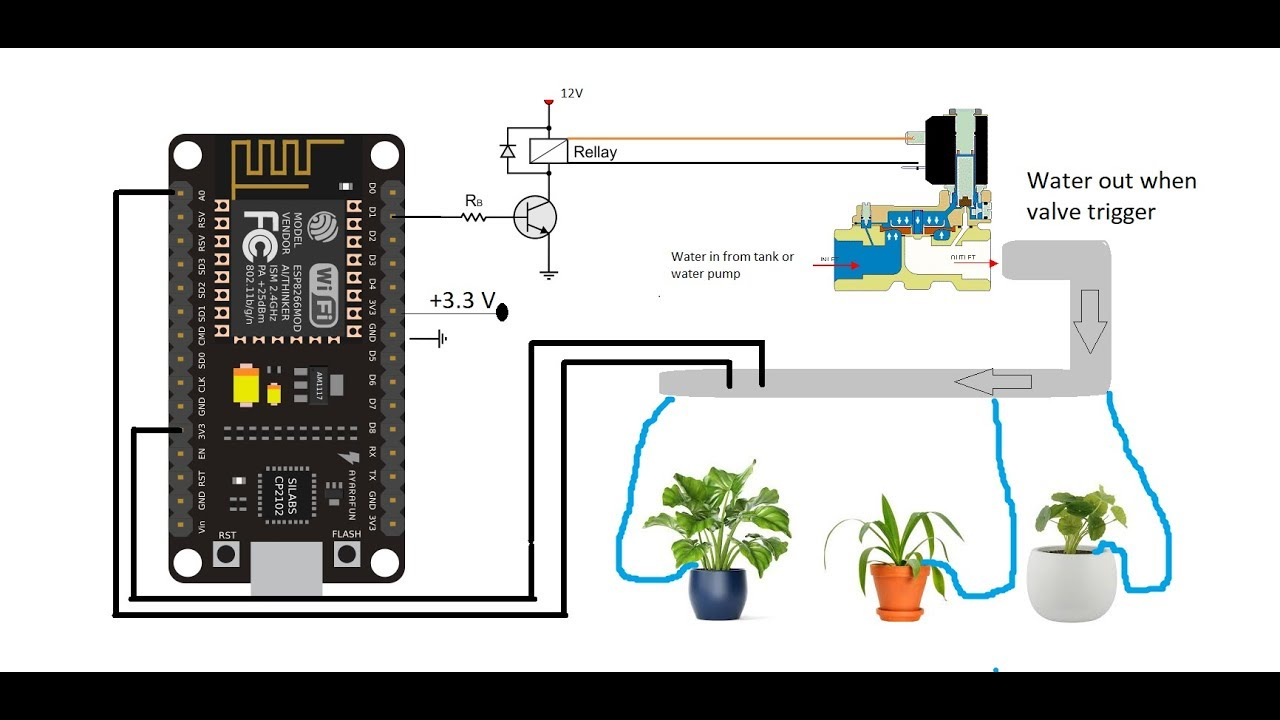 12V
Rellay
RB
Water out when
valve trigger
Water in from tank or
water pump
INLET
OUTLET
+3.3 V
A0
RSV
RSV
SD3
SD2
SD1
CMD
SD0
CLK
GND
3V3
EN
RST
GND
Vin
D0
D1
D2
D3
D4
3V3
GND
D5
D6
D7
D8
RX
TX
GND
3V3
FC
MODEL
VENDOR
ESP8266MOD
AI/THINKER
ISM 2.4GHz
PA +25dBm
802.11b/g/n
Wi Fi
AM1117
SILABS
CP2102
AYARAFUN
RST
FLASH